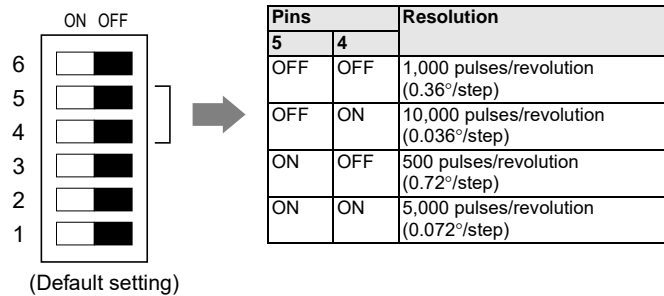 ON OFF
6
5
4
3
2
1
(Default setting)
Pins Resolution
5 4
OFF OFF 1,000 pulses/revolution
(0.36°/step)
OFF ON 10,000 pulses/revolution
(0.036°/step)
ON OFF 500 pulses/revolution
(0.72°/step)
ON ON 5,000 pulses/revolution
(0.072°/step)